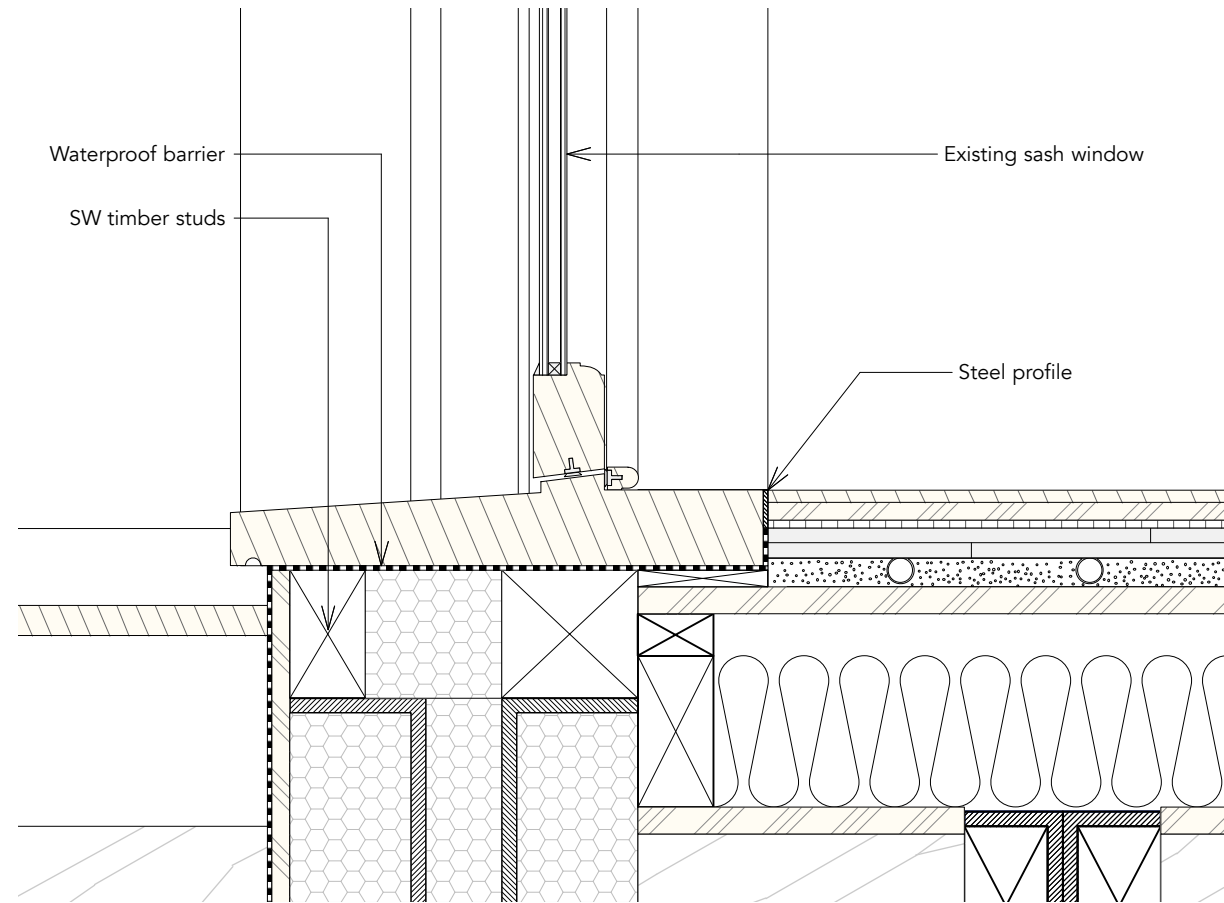 Waterproof barrier
Existing sash window
SW timber studs
Steel profile